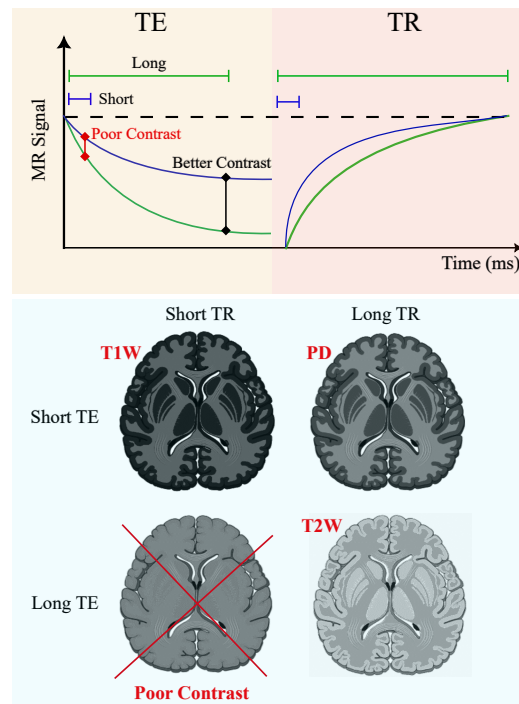 TE
TR
Long
Short
Poor Contrast
Better Contrast
MR Signal
Time (ms)
Short TR
Long TR
T1W
PD
Short TE
T2W
Long TE
Poor Contrast